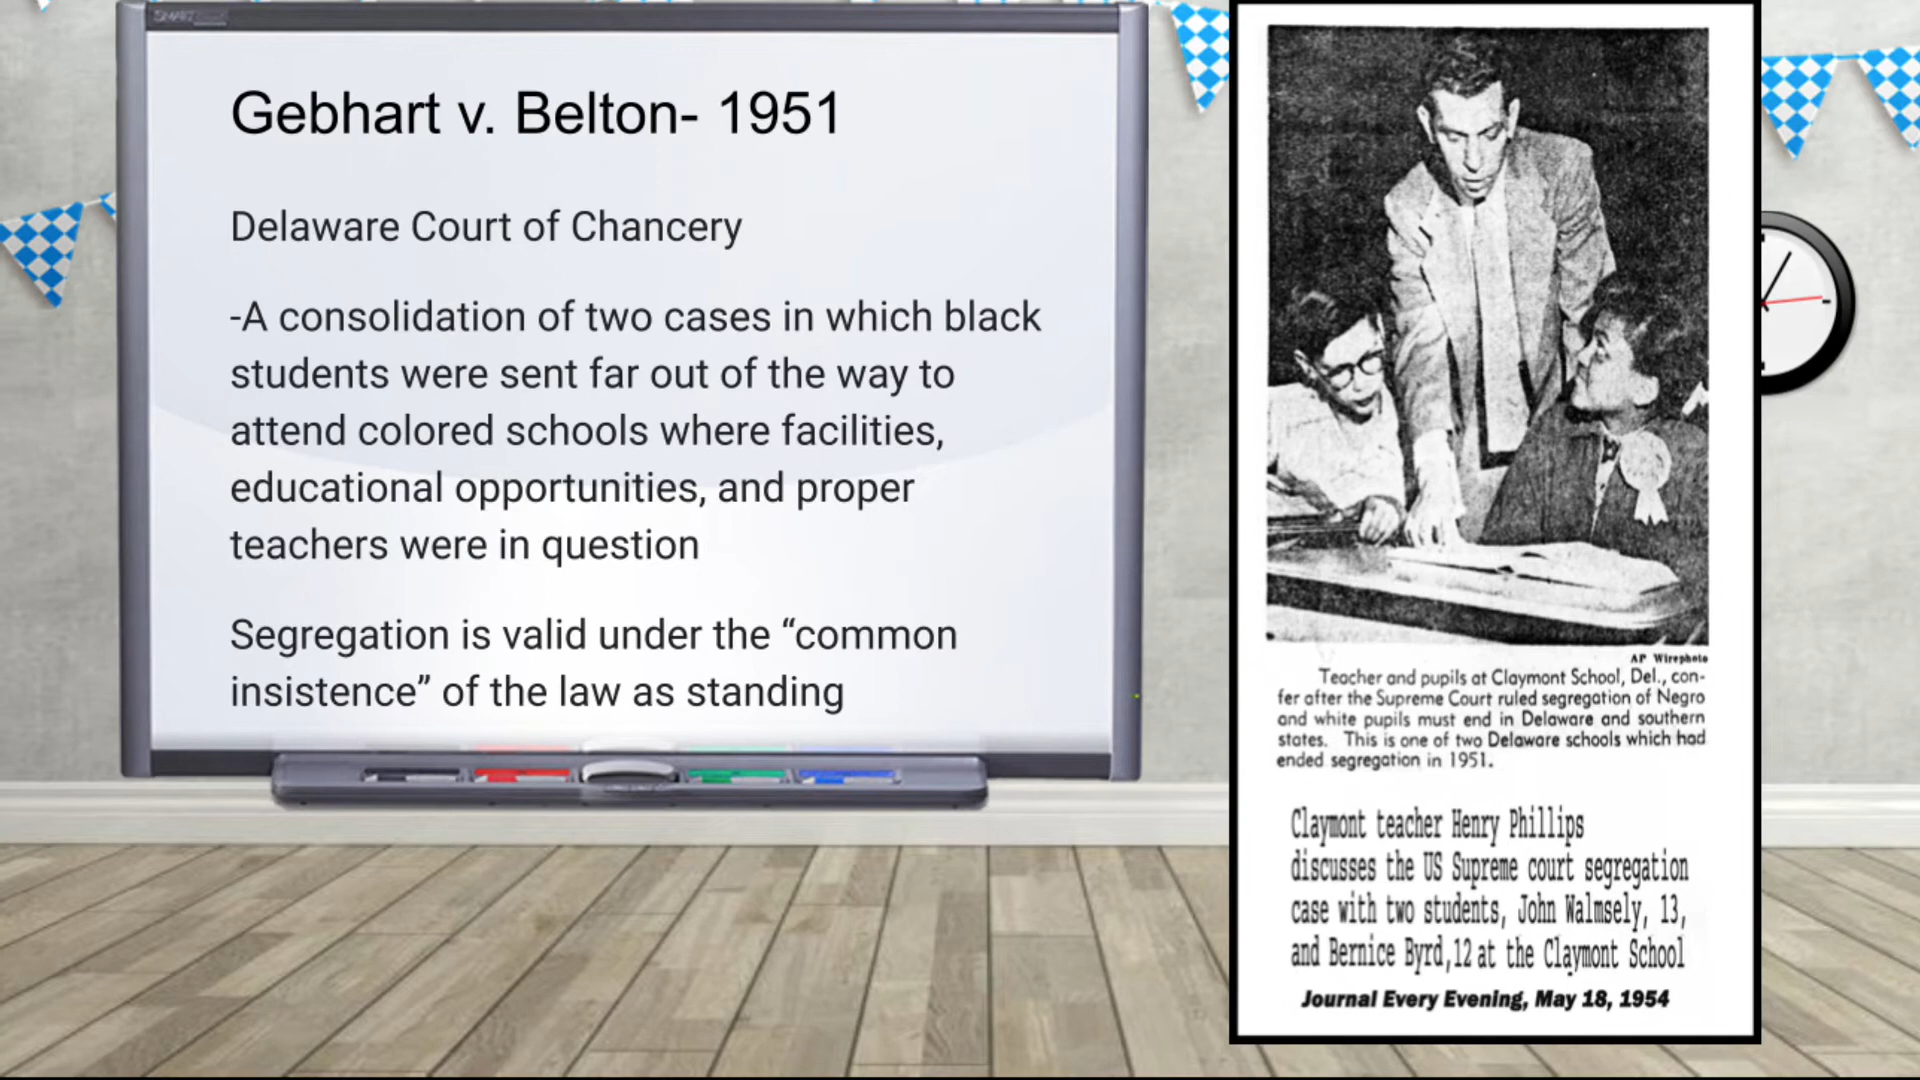 SMART
Gebhart v. Belton- 1951
Delaware Court of Chancery
-A consolidation of two cases in which black
students were sent far out of the way to
attend colored schools where facilities,
educational opportunities, and proper
teachers were in question
Segregation is valid under the “common
insistence” of the law as standing
AP Wirephoto
Teacher and pupils at Claymont School, Del., con-
fer after the Supreme Court ruled segregation of Negro
and white pupils must end in Delaware and southern
states. This is one of two Delaware schools which had
ended segregation in 1951.
Claymont teacher Henry Phillips
discusses the US Supreme court segregation
case with two students, John Walmsely, 13,
and Bernice Byrd,12 at the Claymont School
Journal Every Evening, May 18, 1954